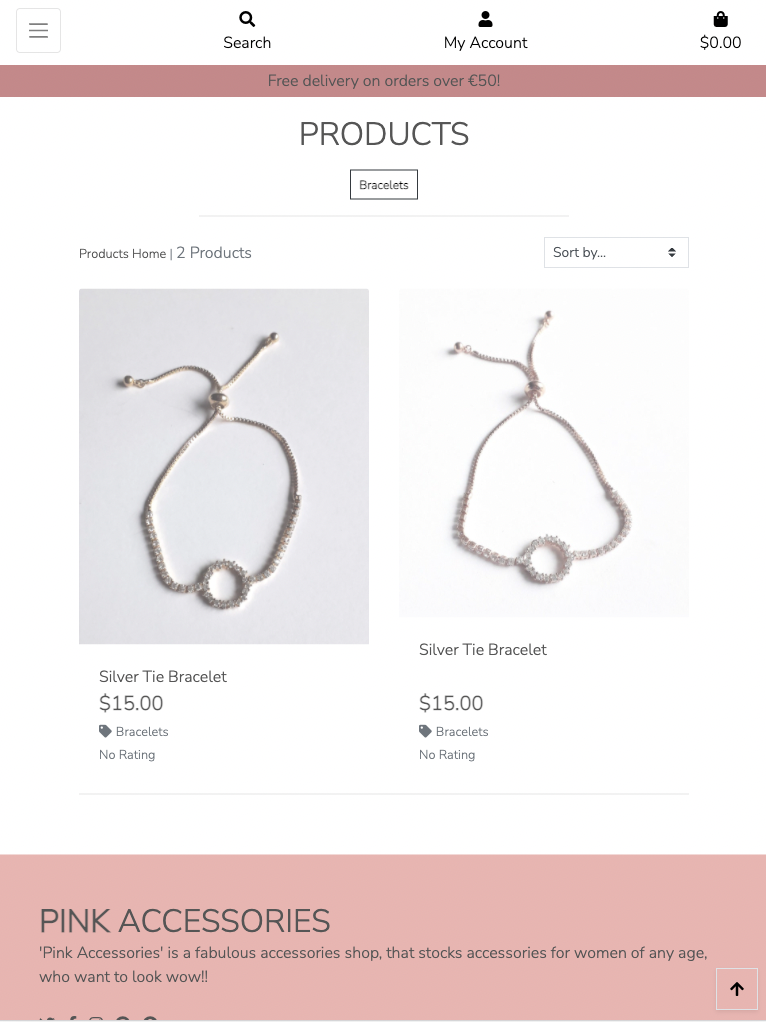 Search
My Account
$0.00
Free delivery on orders over €50!
PRODUCTS
Bracelets
Products Home | 2 Products
Sort by...
Silver Tie Bracelet
$15.00
Bracelets
No Rating
Silver Tie Bracelet
$15.00
Bracelets
No Rating
PINK ACCESSORIES
'Pink Accessories' is a fabulous accessories shop, that stocks accessories for women of any age,
who want to look wow!!